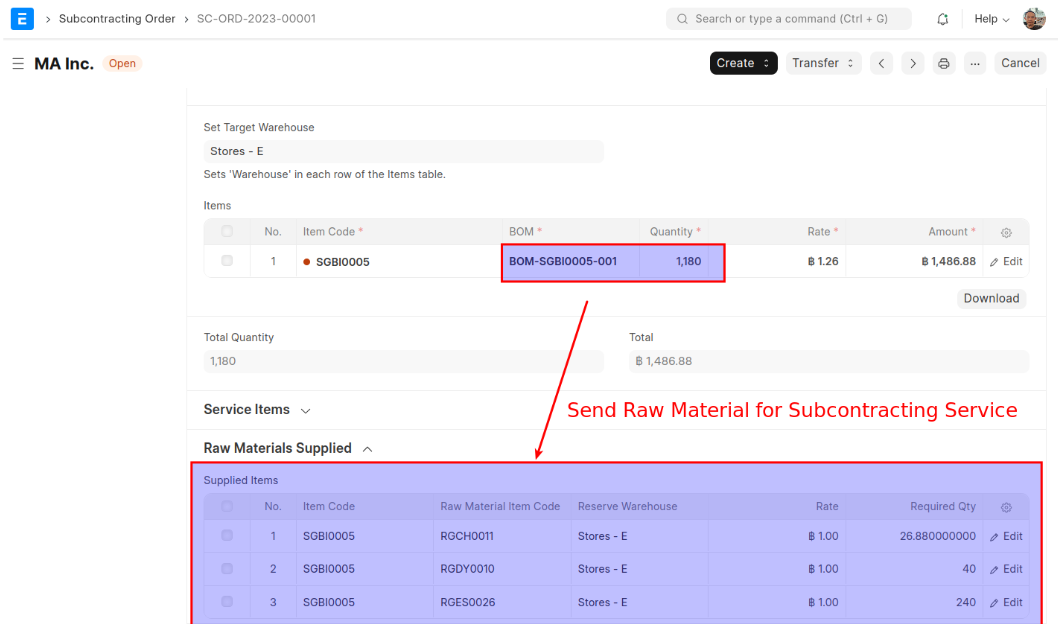 E > Subcontracting Order > SC-ORD-2023-00001 Search or type a command (Ctrl + G) Help
MA Inc. Open Create Transfer ... Cancel
Set Target Warehouse
Stores - E
Sets 'Warehouse' in each row of the Items table.
Items
No. Item Code * BOM * Quantity * Rate * Amount *
1 SGBI0005 BOM-SGBI0005-001 1,180 ฿ 1.26 ฿ 1,486.88 Edit
Download
Total Quantity Total
1,180 ฿ 1,486.88
Service Items
Send Raw Material for Subcontracting Service
Raw Materials Supplied
Supplied Items
No. Item Code Raw Material Item Code Reserve Warehouse Rate Required Qty
1 SGBI0005 RGCH0011 Stores - E ฿ 1.00 26.880000000 Edit
2 SGBI0005 RGDY0010 Stores - E ฿ 1.00 40 Edit
3 SGBI0005 RGES0026 Stores - E ฿ 1.00 240 Edit